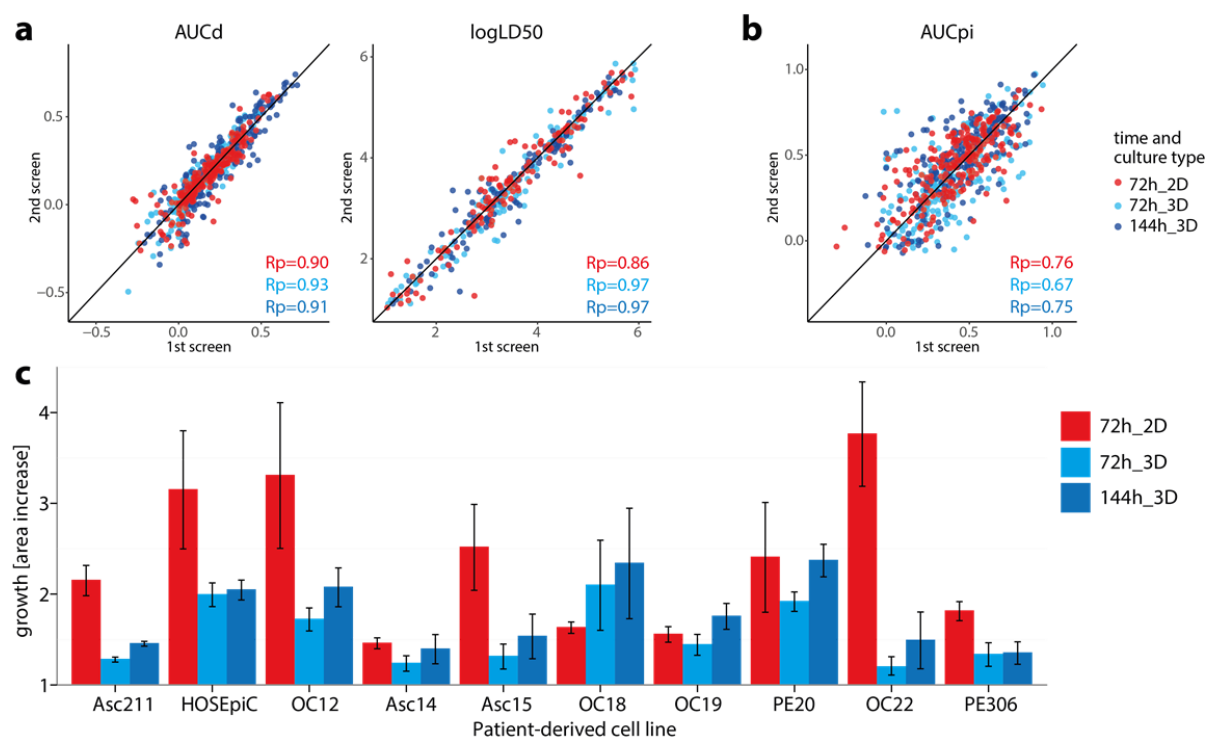 a
AUCd
logLD50
b
AUCpi
2nd screen
0.5
0.0
−0.5
−0.5
0.0
0.5
1st screen
Rp=0.90
Rp=0.93
Rp=0.91
2nd screen
6
4
2
2
4
6
1st screen
Rp=0.86
Rp=0.97
Rp=0.97
2nd screen
1.0
0.5
0.0
0.0
0.5
1.0
1st screen
Rp=0.76
Rp=0.67
Rp=0.75
time and
culture type
72h_2D
72h_3D
144h_3D
c
growth [area increase]
4
3
2
1
Asc211 HOSEpiC OC12 Asc14 Asc15 OC18 OC19 PE20 OC22 PE306
Patient-derived cell line
72h_2D
72h_3D
144h_3D